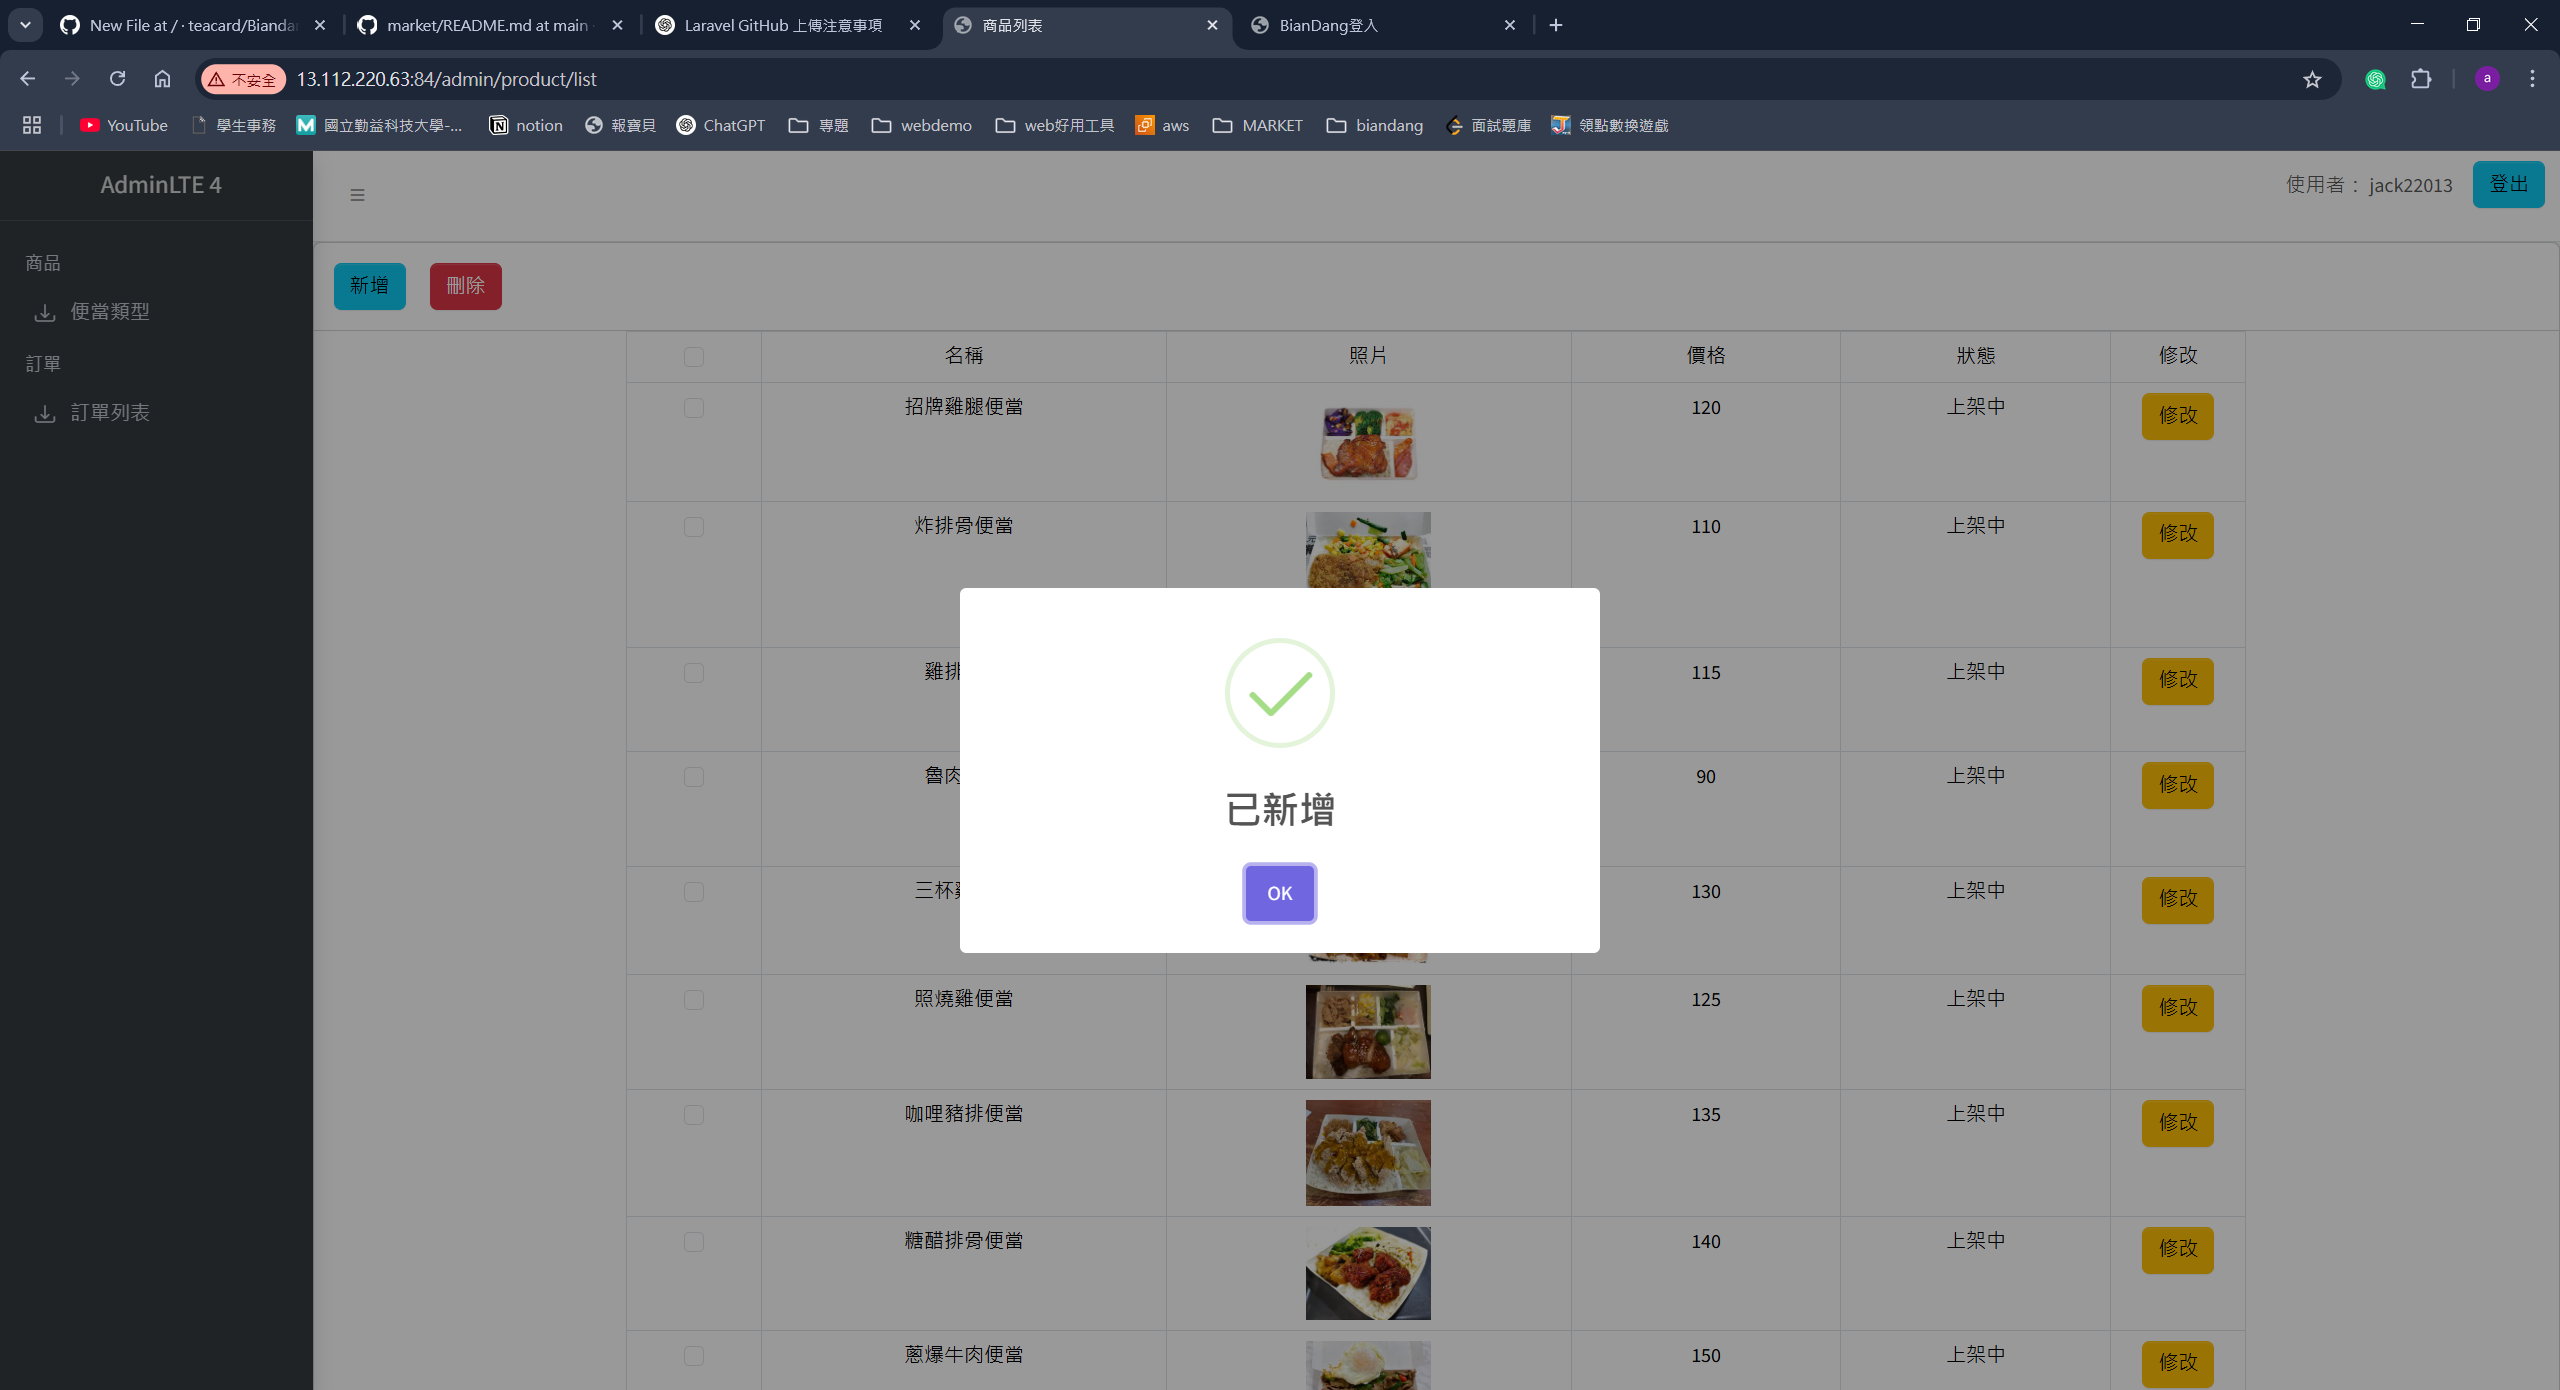 New File at / · teacard/Bianda
market/README.md at main
Laravel GitHub 上傳注意事項
商品列表
BianDang登入
不安全
13.112.220.63:84/admin/product/list
a
YouTube
學生事務
國立勤益科技大學-...
notion
報寶貝
ChatGPT
專題
webdemo
web好用工具
aws
MARKET
biandang
面試題庫
領點數換遊戲
AdminLTE 4
使用者：jack22013
登出
商品
便當類型
訂單
訂單列表
新增
刪除
名稱 照片 價格 狀態 修改
招牌雞腿便當 120 上架中 修改
炸排骨便當 110 上架中 修改
雞排 115 上架中 修改
魯肉 90 上架中 修改
三杯 130 上架中 修改
照燒雞便當 125 上架中 修改
咖哩豬排便當 135 上架中 修改
糖醋排骨便當 140 上架中 修改
蔥爆牛肉便當 150 上架中 修改
已新增
OK